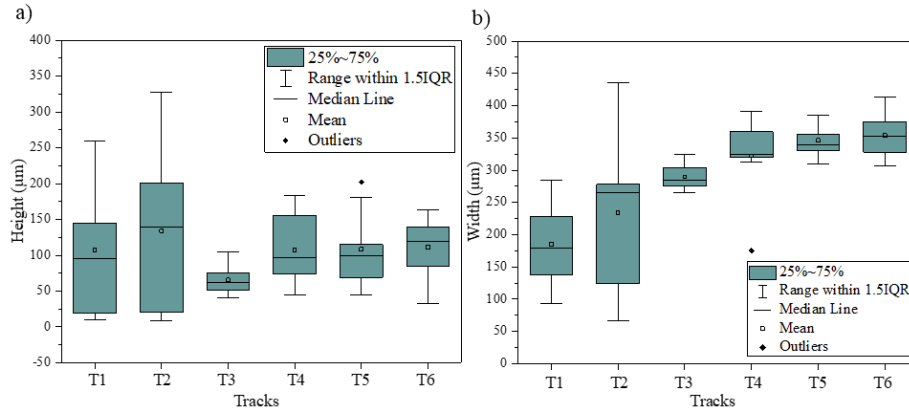 a)
400
350
300
250
200
150
100
50
0
-50
Height (μm)
25%~75%
Range within 1.5IQR
Median Line
Mean
Outliers
T1 T2 T3 T4 T5 T6
Tracks
b)
500
450
400
350
300
250
200
150
100
50
0
Width (μm)
25%~75%
Range within 1.5IQR
Median Line
Mean
Outliers
T1 T2 T3 T4 T5 T6
Tracks